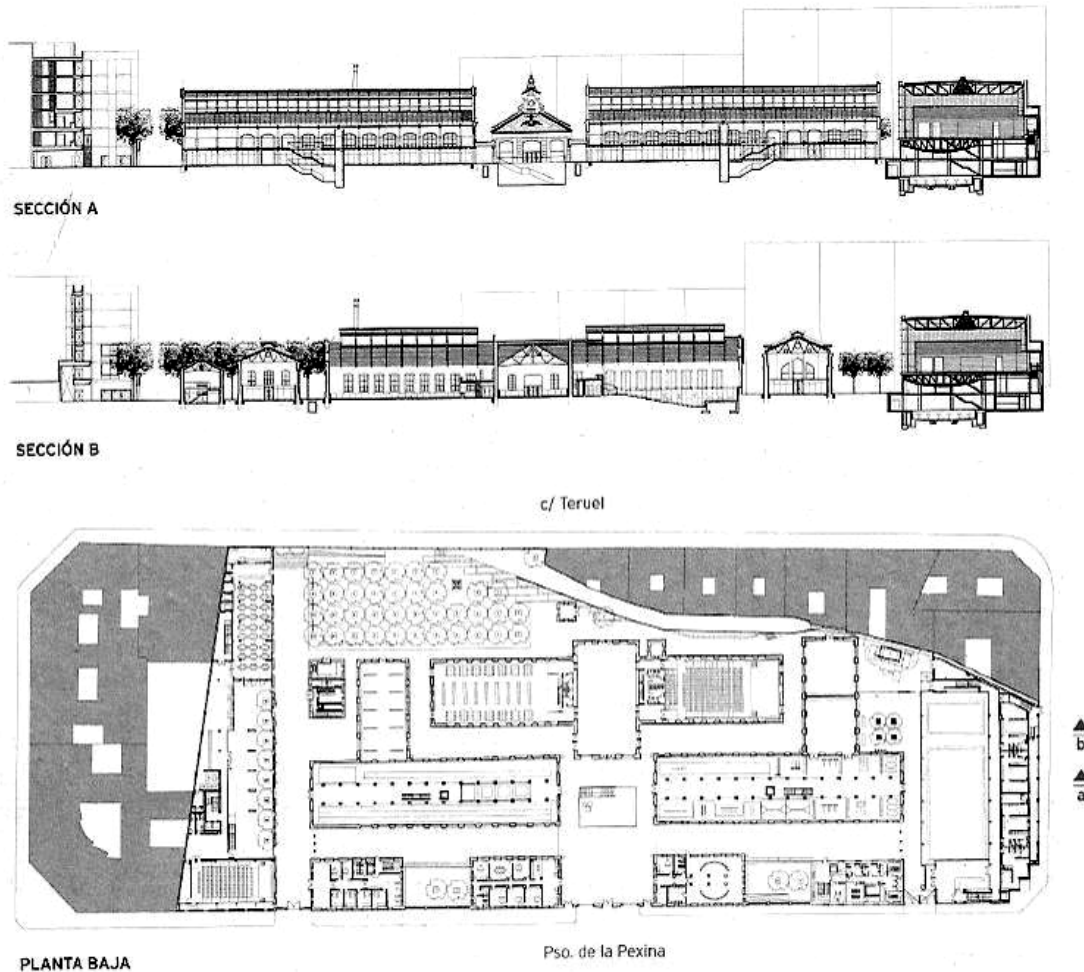 SECCIÓN A
SECCIÓN B
c/ Teruel
b
a
Pso. de la Pexina
PLANTA BAJA